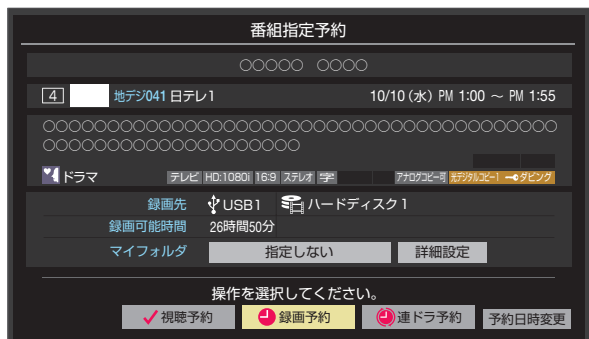 番組指定予約
○○○○○ ○○○○
4 地デジ041 日テレ1 10/10(水) PM 1:00 ～ PM 1:55
○○○○○○○○○○○○○○○○○○○○○○○○○○○○○○○○○○
○○○○○○○○○○○○○○○○○○○
ドラマ テレビ HD:1080i 16:9 ステレオ 字 アナログコピー可 光デジタルコピー1 ダビング
録画先 USB1 ハードディスク1
録画可能時間 26時間50分
マイフォルダ 指定しない 詳細設定
操作を選択してください。
視聴予約 録画予約 連ドラ予約 予約日時変更